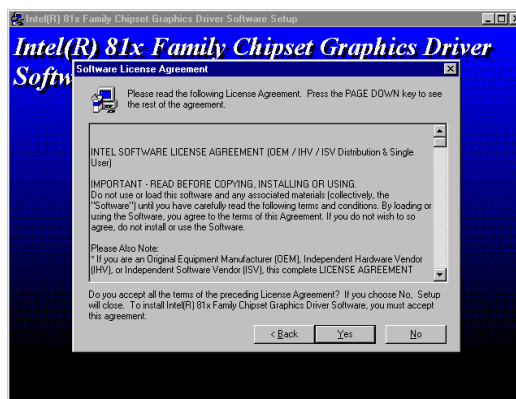 Intel(R) 81x Family Chipset Graphics Driver Software Setup
Intel(R) 81x Family Chipset Graphics Driver
Softw
Software License Agreement
Please read the following License Agreement. Press the PAGE DOWN key to see
the rest of the agreement.
INTEL SOFTWARE LICENSE AGREEMENT (OEM / IHV / ISV Distribution & Single
User)
IMPORTANT - READ BEFORE COPYING, INSTALLING OR USING.
Do not use or load this software and any associated materials (collectively, the
"Software") until you have carefully read the following terms and conditions. By loading or
using the Software, you agree to the terms of this Agreement. If you do not wish to so
agree, do not install or use the Software.
Please Also Note:
* If you are an Original Equipment Manufacturer (OEM), Independent Hardware Vendor
(IHV), or Independent Software Vendor (ISV), this complete LICENSE AGREEMENT
Do you accept all the terms of the preceding License Agreement? If you choose No, Setup
will close. To install Intel(R) 81x Family Chipset Graphics Driver Software, you must accept
this agreement.
< Back Yes No